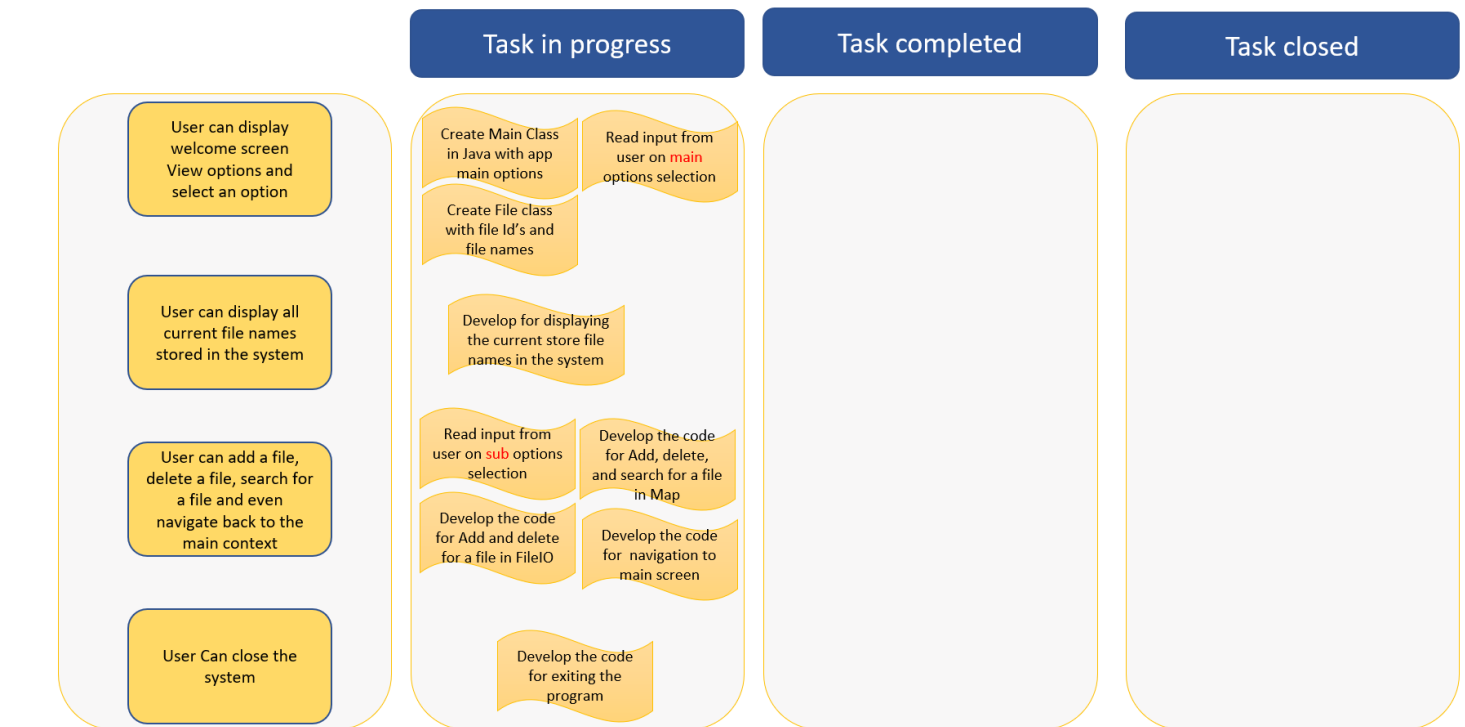 Task in progress
Task completed
Task closed
User can display
welcome screen
View options and
select an option
Create Main Class
in Java with app
main options
Read input from
user on main
options selection
Create File class
with file Id's and
file names
User can display all
current file names
stored in the system
Develop for displaying
the current store file
names in the system
User can add a file,
delete a file, search for
a file and even
navigate back to the
main context
Read input from
user on sub options
selection
Develop the code
for Add, delete,
and search for a file
in Map
Develop the code
for Add and delete
for a file in FileIO
Develop the code
for navigation to
main screen
User Can close the
system
Develop the code
for exiting the
program